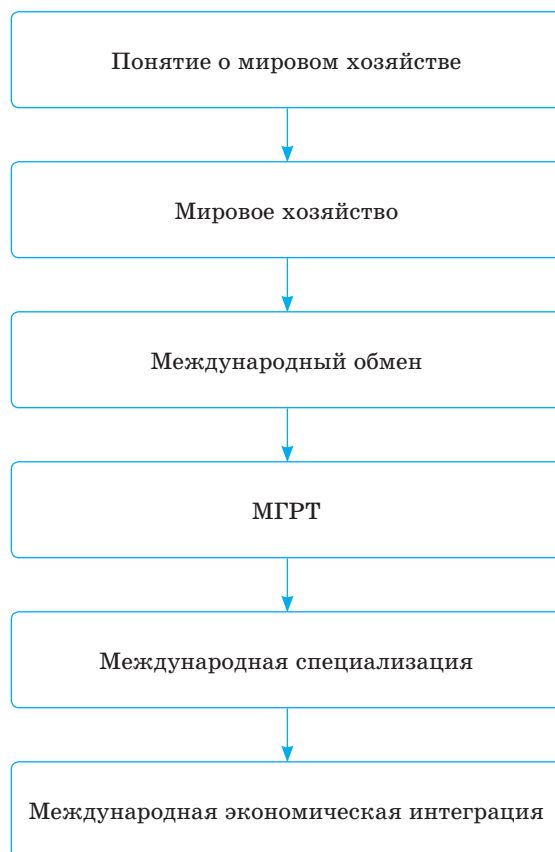 Понятие о мировом хозяйстве
Мировое хозяйство
Международный обмен
МГРТ
Международная специализация
Международная экономическая интеграция